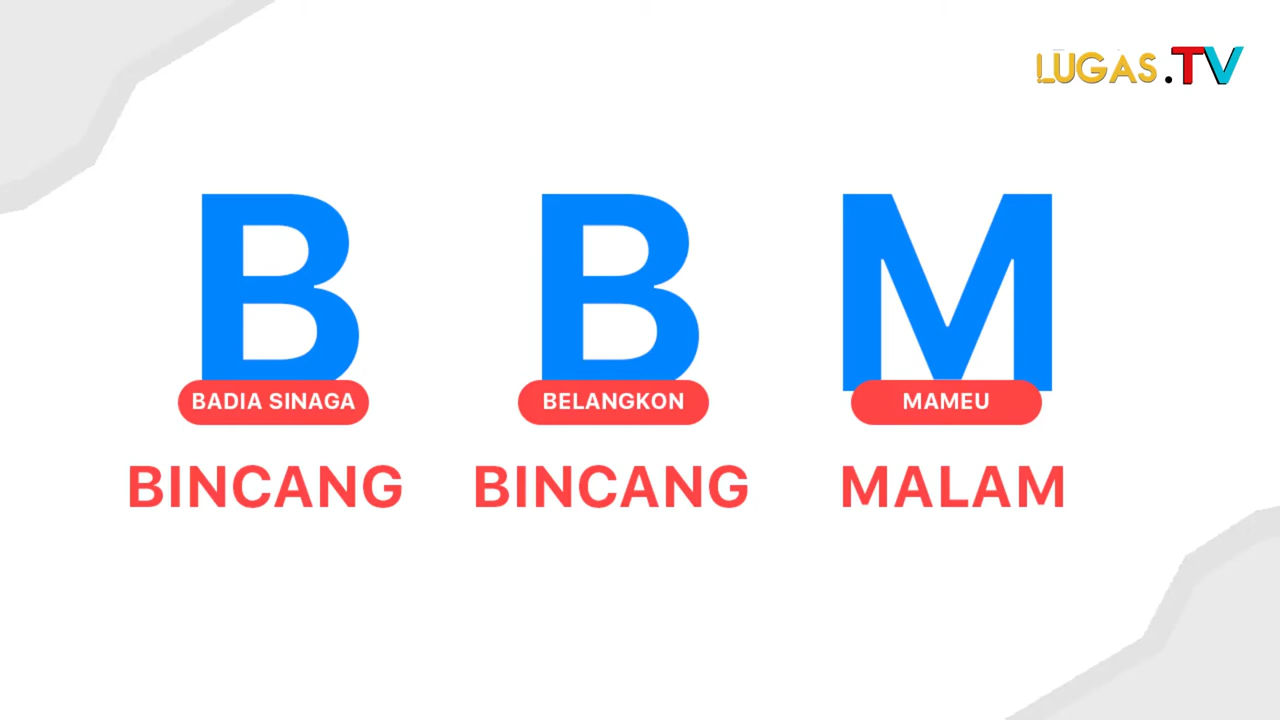 LUGAS.TV
B B M
BADIA SINAGA BELANGKON MAMEU
BINCANG BINCANG MALAM